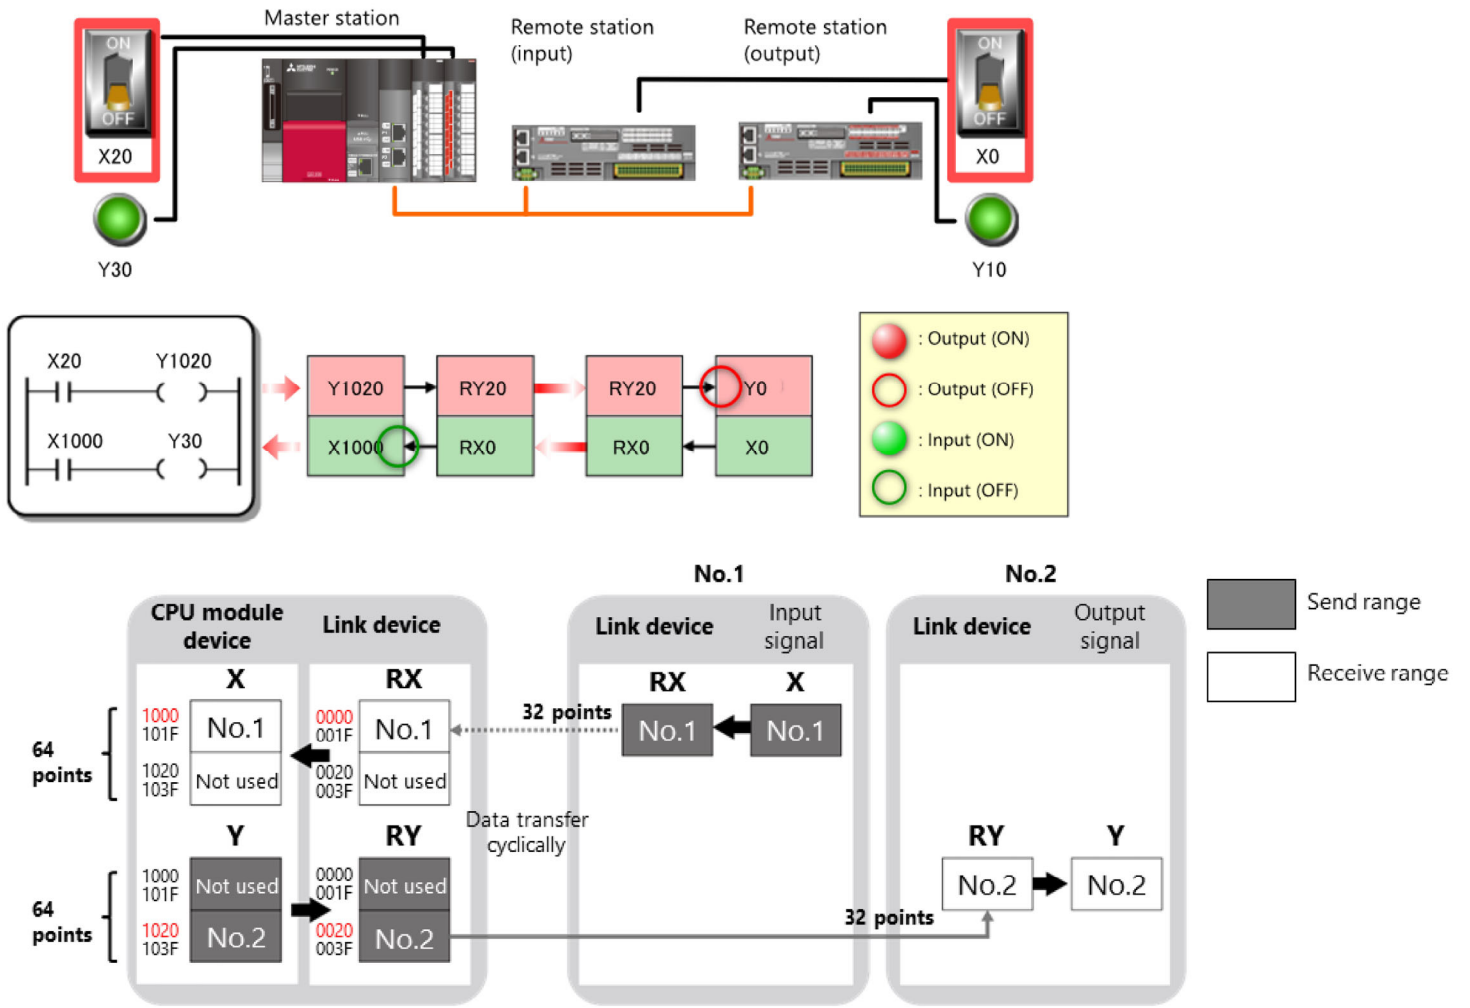 Master station
Remote station
(input)
Remote station
(output)
ON
OFF
X20
Y30
ON
OFF
X0
Y10
X20
Y1020
X1000
Y30
Y1020
RY20
RY20
Y0
X1000
RX0
RX0
X0
: Output (ON)
: Output (OFF)
: Input (ON)
: Input (OFF)
No.1
No.2
CPU module
device
Link device
Link device
Input
signal
Link device
Output
signal
Send range
Receive range
X
RX
RX
X
64
points
1000
101F
No.1
0000
001F
No.1
32 points
No.1
No.1
1020
103F
Not used
0020
003F
Not used
Data transfer
cyclically
Y
RY
RY
Y
64
points
1000
101F
Not used
0000
001F
Not used
No.2
No.2
1020
103F
No.2
0020
003F
No.2
32 points